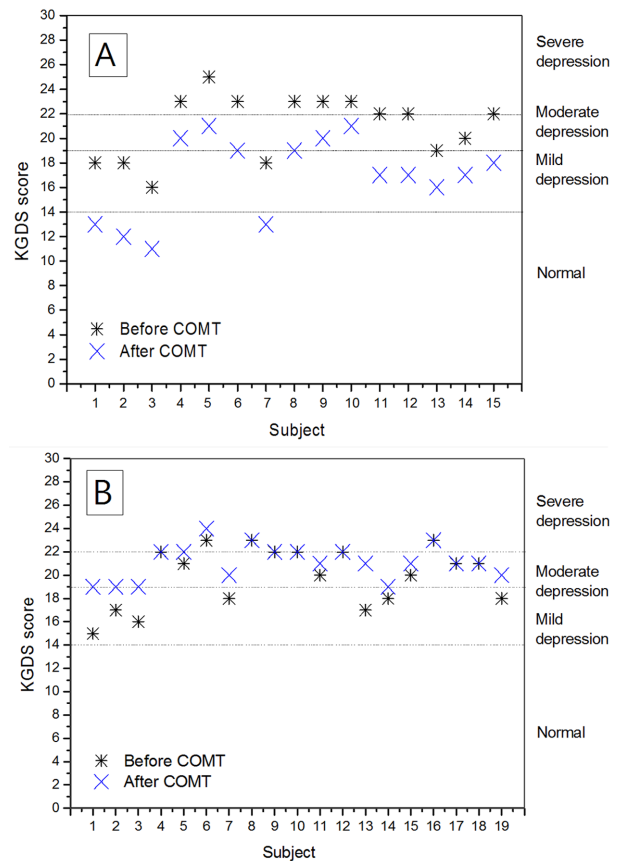 A
KGDS score
30
28
26
24
22
20
18
16
14
12
10
8
6
4
2
0
Severe
depression
Moderate
depression
Mild
depression
Normal
Before COMT
After COMT
1 2 3 4 5 6 7 8 9 10 11 12 13 14 15
Subject
B
KGDS score
30
28
26
24
22
20
18
16
14
12
10
8
6
4
2
0
Severe
depression
Moderate
depression
Mild
depression
Normal
Before COMT
After COMT
1 2 3 4 5 6 7 8 9 10 11 12 13 14 15 16 17 18 19
Subject